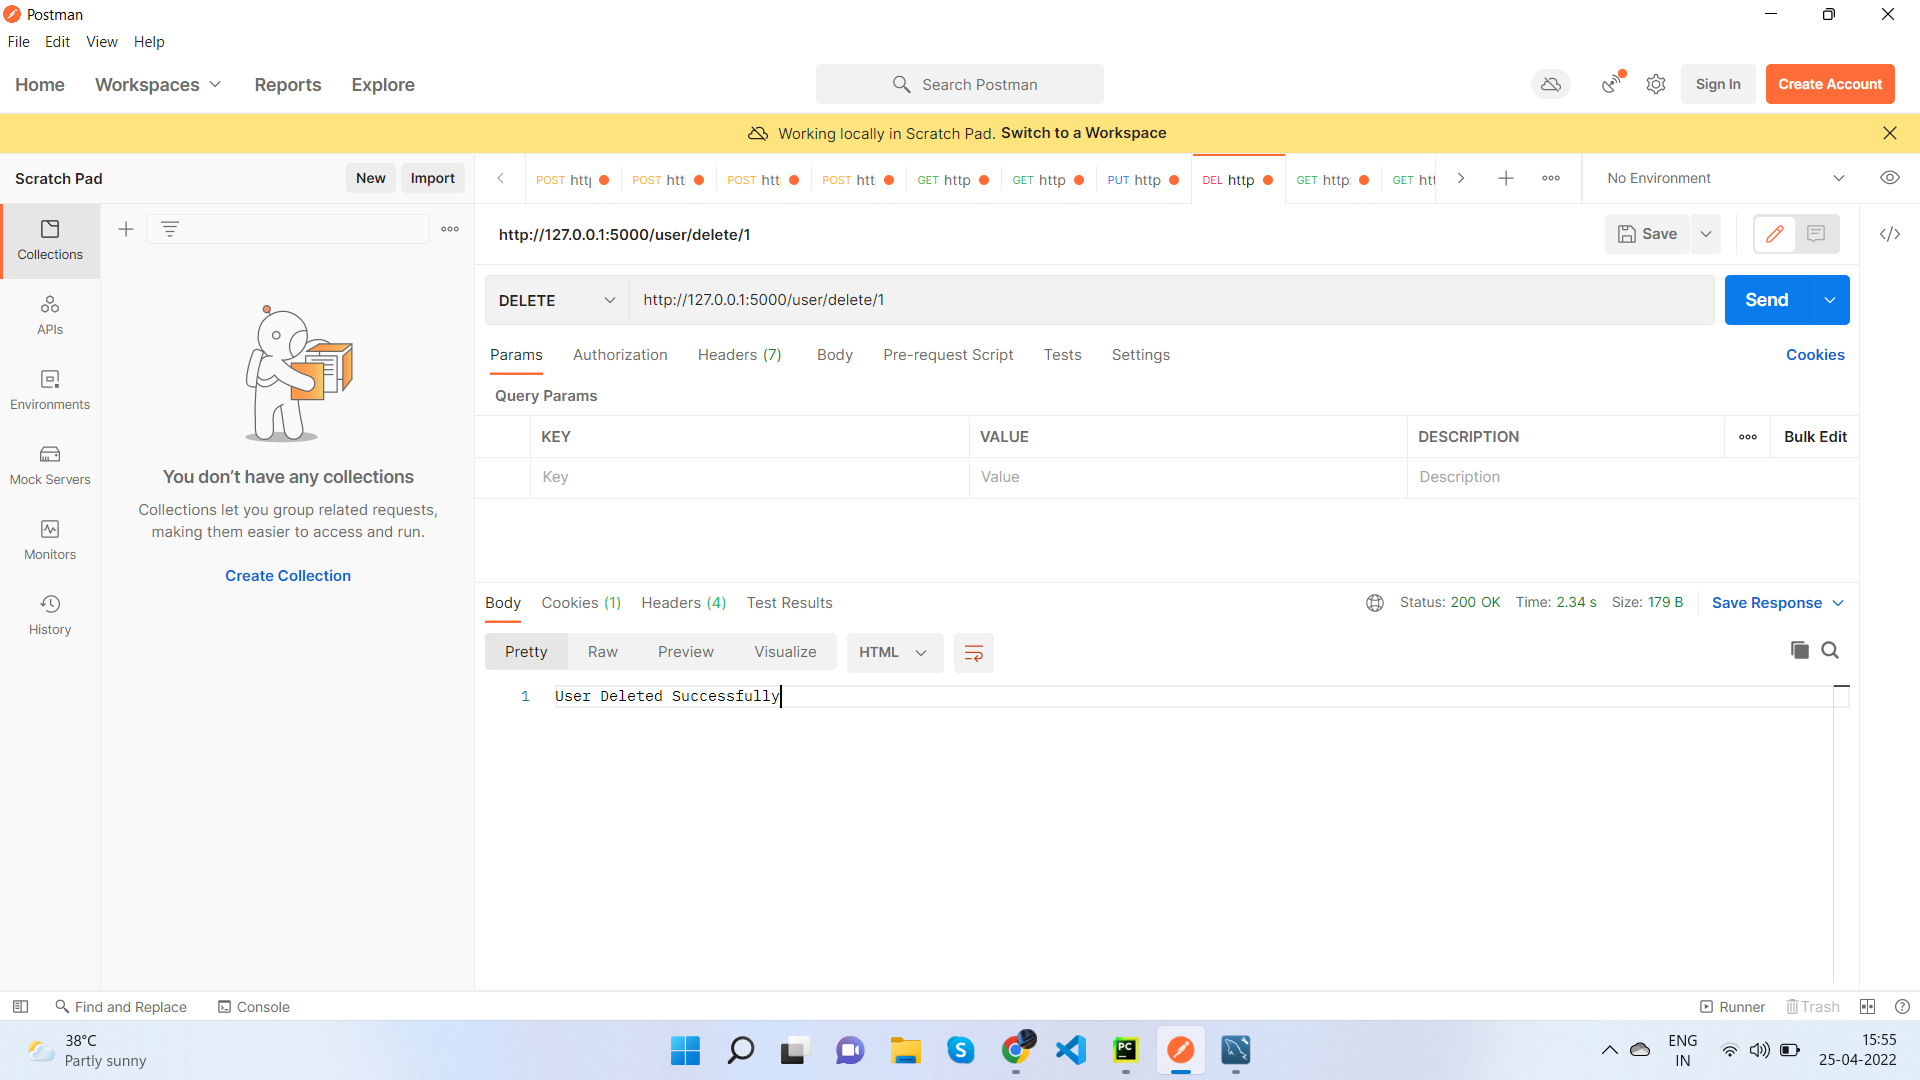 Postman
File Edit View Help
Home Workspaces Reports Explore
Search Postman
Sign In Create Account
Working locally in Scratch Pad. Switch to a Workspace
Scratch Pad New Import
POST htt POST htt POST htt POST htt GET http GET http PUT http DEL http GET http GET htt
No Environment
Collections
APIs
Environments
Mock Servers
Monitors
History
You don't have any collections
Collections let you group related requests,
making them easier to access and run.
Create Collection
http://127.0.0.1:5000/user/delete/1
Save
DELETE http://127.0.0.1:5000/user/delete/1 Send
Params Authorization Headers (7) Body Pre-request Script Tests Settings Cookies
Query Params
KEY VALUE DESCRIPTION Bulk Edit
Key Value Description
Body Cookies (1) Headers (4) Test Results Status: 200 OK Time: 2.34 s Size: 179 B Save Response
Pretty Raw Preview Visualize HTML
1 User Deleted Successfully
Find and Replace Console Runner Trash
38°C
Partly sunny
ENG
IN
15:55
25-04-2022